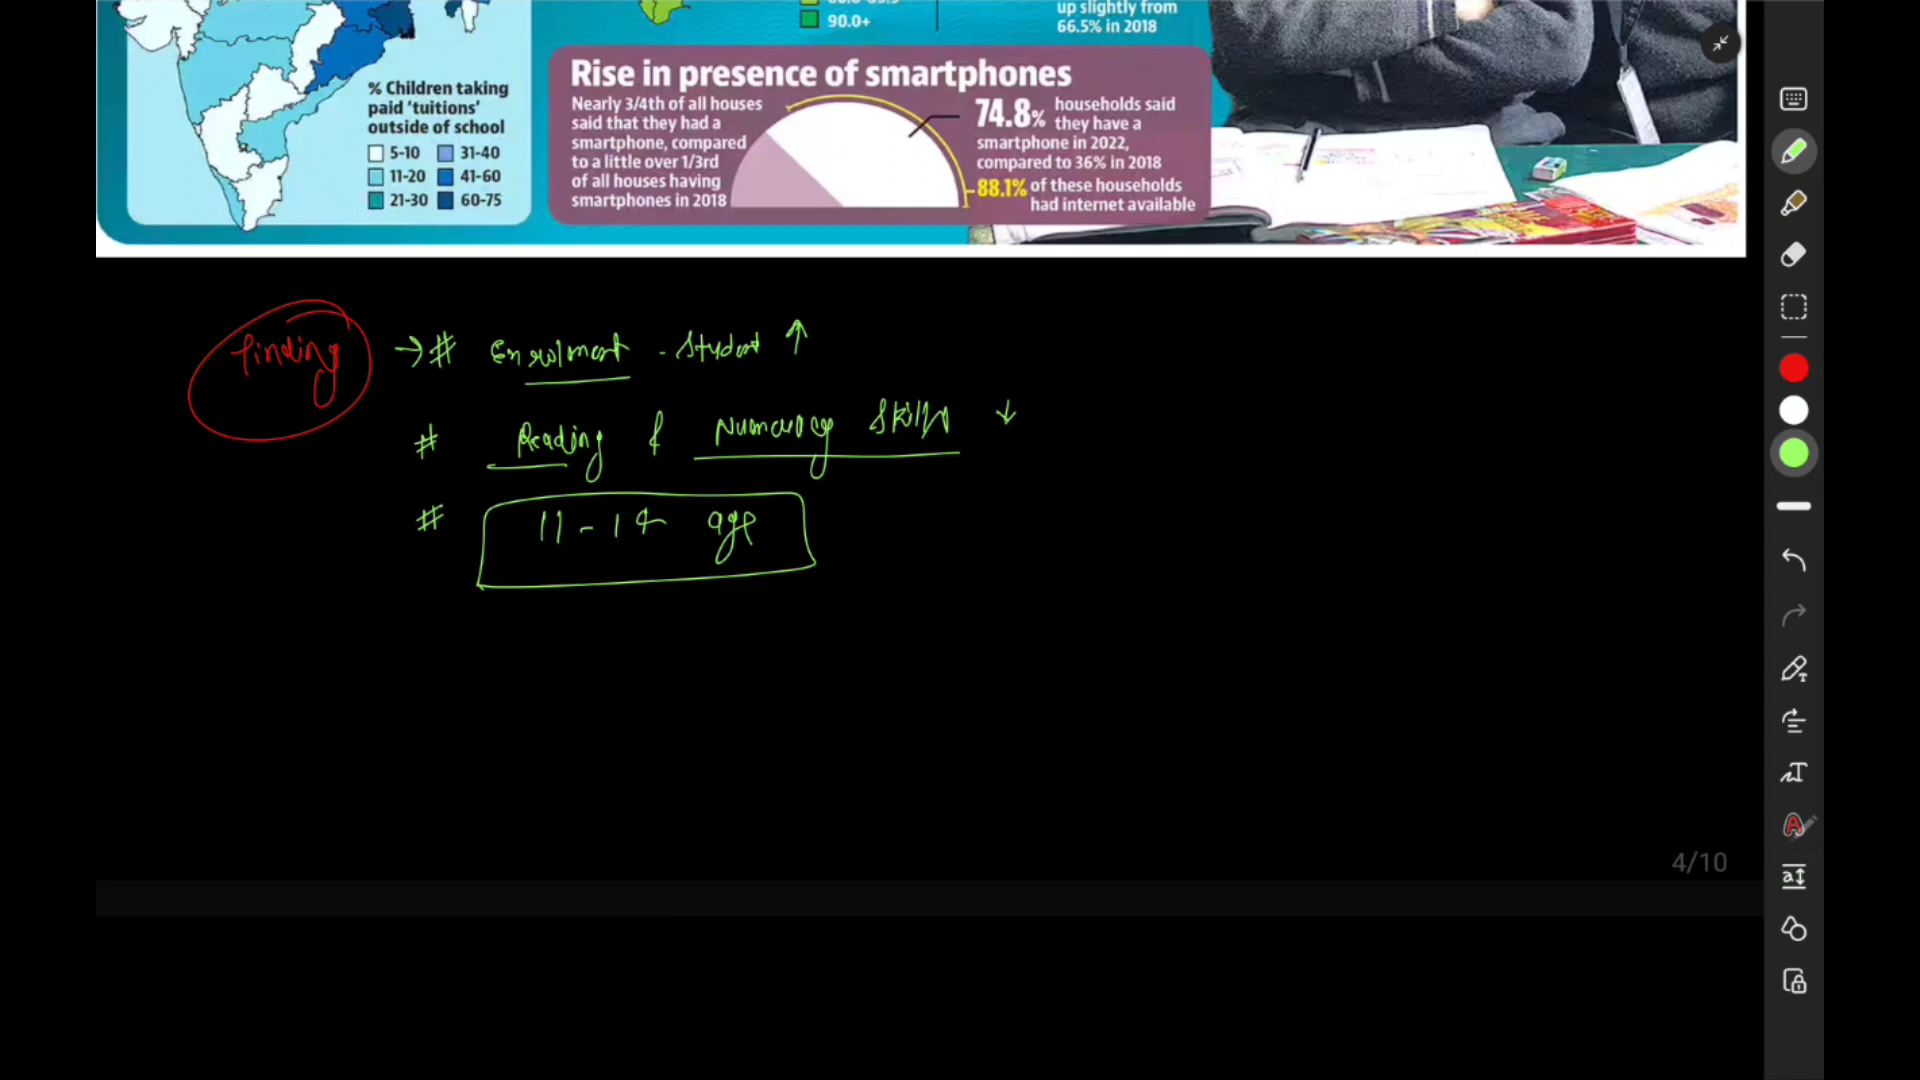 90.0+
up slightly from
66.5% in 2018
% Children taking
paid 'tuitions'
outside of school
5-10 31-40
11-20 41-60
21-30 60-75
Rise in presence of smartphones
Nearly 3/4th of all houses
said that they had a
smartphone, compared
to a little over 1/3rd
of all houses having
smartphones in 2018
74.8% households said
they have a
smartphone in 2022,
compared to 36% in 2018
88.1% of these households
had internet available
finding
→ # Enrolment - Student ↑
# Reading & Numeracy Skills ↓
# 11-14 age
4/10